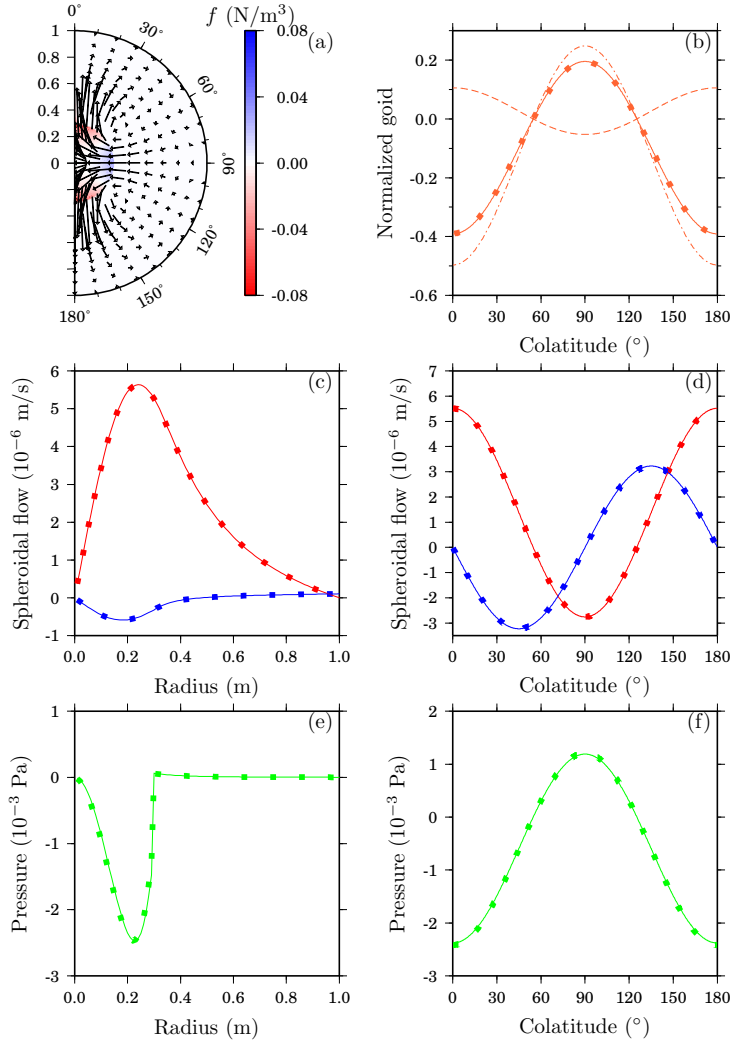 f (N/m³)
(a)
0°
30°
60°
90°
120°
150°
180°
1
0.8
0.6
0.4
0.2
0
0.2
0.4
0.08
0.04
0.00
-0.04
-0.08
(b)
Normalized goid
0.2
0.0
-0.2
-0.4
-0.6
0 30 60 90 120 150 180
Colatitude (°)
(c)
Spheroidal flow (10⁻⁶ m/s)
6
5
4
3
2
1
0
-1
0.0 0.2 0.4 0.6 0.8 1.0
Radius (m)
(d)
Spheroidal flow (10⁻⁶ m/s)
7
6
5
4
3
2
1
0
-1
-2
-3
0 30 60 90 120 150 180
Colatitude (°)
(e)
Pressure (10⁻³ Pa)
1
0
-1
-2
-3
0.0 0.2 0.4 0.6 0.8 1.0
Radius (m)
(f)
Pressure (10⁻³ Pa)
2
1
0
-1
-2
-3
0 30 60 90 120 150 180
Colatitude (°)